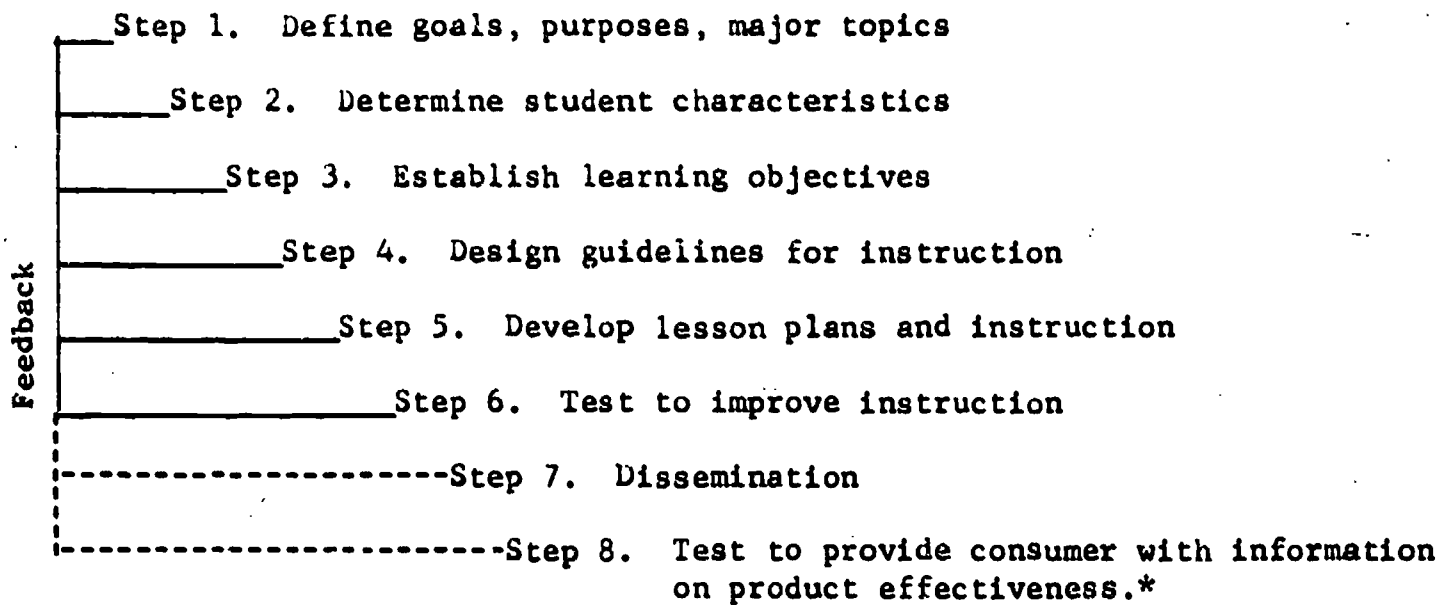 Step 1. Define goals, purposes, major topics
Step 2. Determine student characteristics
Step 3. Establish learning objectives
Step 4. Design guidelines for instruction
Feedback
Step 5. Develop lesson plans and instruction
Step 6. Test to improve instruction
Step 7. Dissemination
Step 8. Test to provide consumer with information
on product effectiveness.*